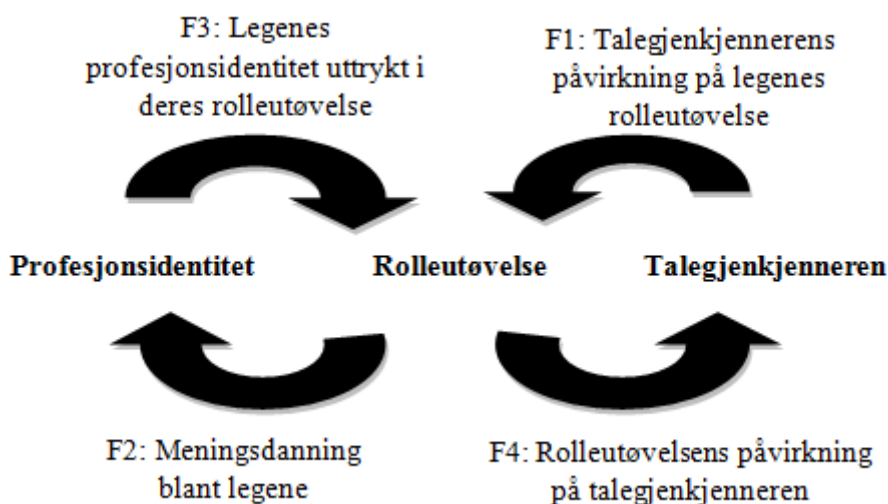 F3: Legenes
profesjonsidentitet uttrykt i
deres rolleutøvelse
F1: Talegjenkjennerens
påvirkning på legenes
rolleutøvelse
Profesjonsidentitet
Rolleutøvelse
Talegjenkjenneren
F2: Meningsdanning
blant legene
F4: Rolleutøvelsens påvirkning
på talegjenkjenneren